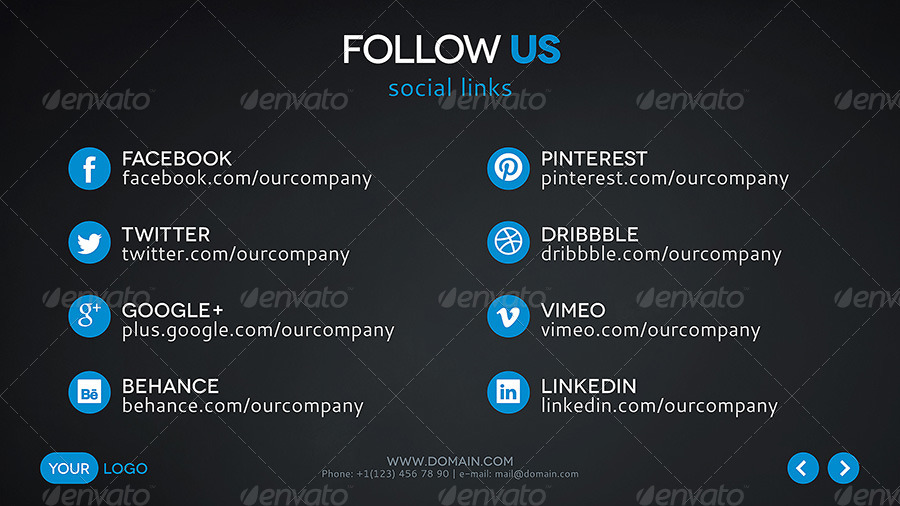 FOLLOW US
social links
FACEBOOK
facebook.com/ourcompany
TWITTER
twitter.com/ourcompany
GOOGLE+
plus.google.com/ourcompany
BEHANCE
behance.com/ourcompany
PINTEREST
pinterest.com/ourcompany
DRIBBBLE
dribbble.com/ourcompany
VIMEO
vimeo.com/ourcompany
LINKEDIN
linkedin.com/ourcompany
YOUR LOGO
WWW.DOMAIN.COM
Phone: +1(123) 456 78 90 | e-mail: mail@domain.com
envato